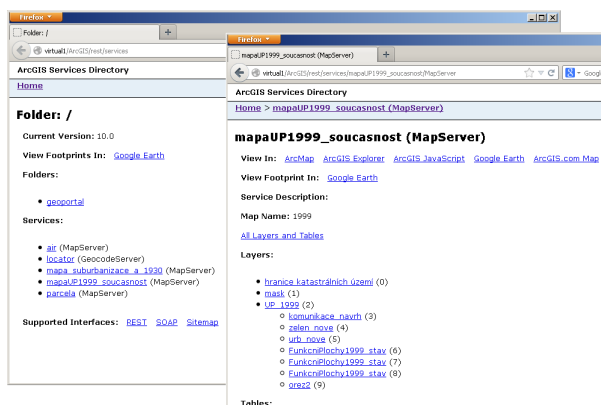 Firefox
Folder: /
virtual1/ArcGIS/rest/services
ArcGIS Services Directory
Home
Folder: /
Current Version: 10.0
View Footprints In: Google Earth
Folders:
geoportal
Services:
air (MapServer)
locator (GeocodeServer)
mapa_suburbanizace_a_1930 (MapServer)
mapaUP1999_soucasnost (MapServer)
parcela (MapServer)
Supported Interfaces: REST SOAP Sitemap
Firefox
mapaUP1999_soucasnost (MapServer)
virtual1/ArcGIS/rest/services/mapaUP1999_soucasnost/MapServer
Google
ArcGIS Services Directory
Home > mapaUP1999_soucasnost (MapServer)
mapaUP1999_soucasnost (MapServer)
View In: ArcMap ArcGIS Explorer ArcGIS JavaScript Google Earth ArcGIS.com Map
View Footprint In: Google Earth
Service Description:
Map Name: 1999
All Layers and Tables
Layers:
hranice katastrálních území (0)
mask (1)
UP_1999 (2)
komunikace_navrh (3)
zelen_nove (4)
urb_nove (5)
FunkcniPlochy1999_stav (6)
FunkcniPlochy1999_stav (7)
FunkcniPlochy1999_stav (8)
orez2 (9)
Tables: